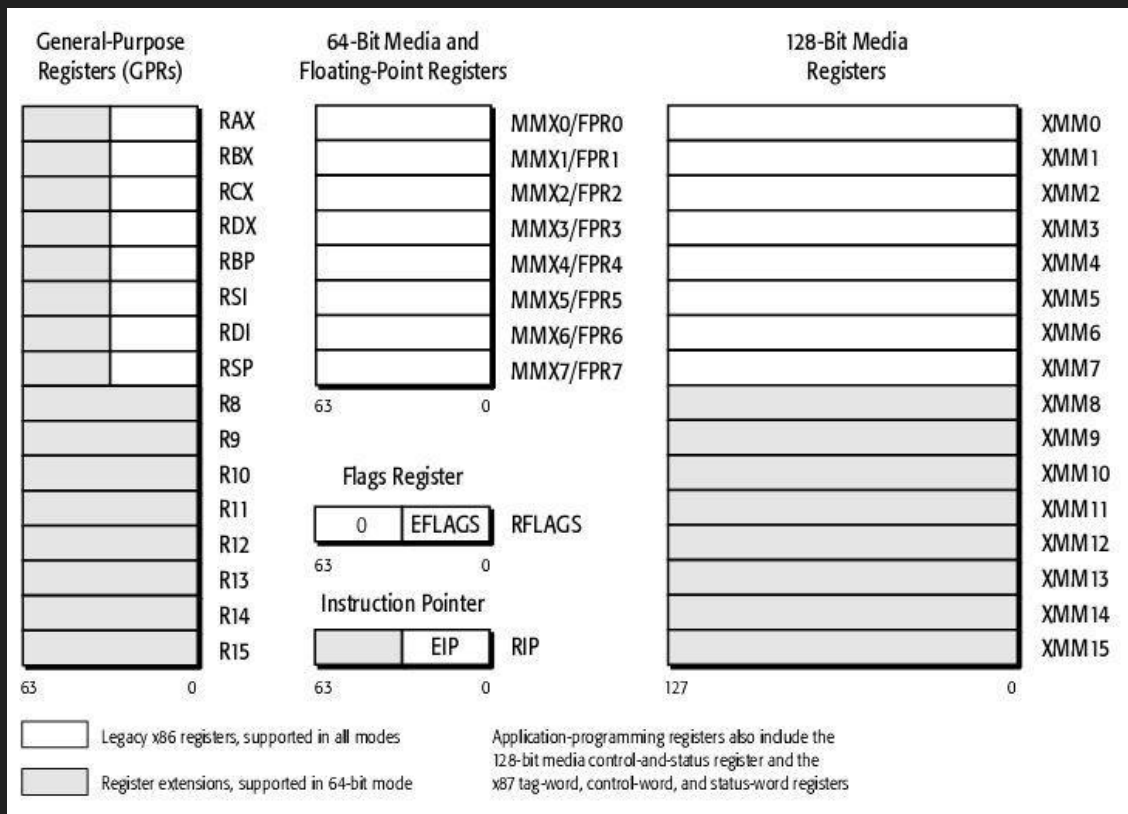 General-Purpose
Registers (GPRs)
RAX
RBX
RCX
RDX
RBP
RSI
RDI
RSP
R8
R9
R10
R11
R12
R13
R14
R15
63 0
64-Bit Media and
Floating-Point Registers
MMX0/FPR0
MMX1/FPR1
MMX2/FPR2
MMX3/FPR3
MMX4/FPR4
MMX5/FPR5
MMX6/FPR6
MMX7/FPR7
63 0
Flags Register
0 EFLAGS RFLAGS
63 0
Instruction Pointer
EIP RIP
63 0
128-Bit Media
Registers
XMM0
XMM1
XMM2
XMM3
XMM4
XMM5
XMM6
XMM7
XMM8
XMM9
XMM10
XMM11
XMM12
XMM13
XMM14
XMM15
127 0
Legacy x86 registers, supported in all modes
Register extensions, supported in 64-bit mode
Application-programming registers also include the
128-bit media control-and-status register and the
x87 tag-word, control-word, and status-word registers